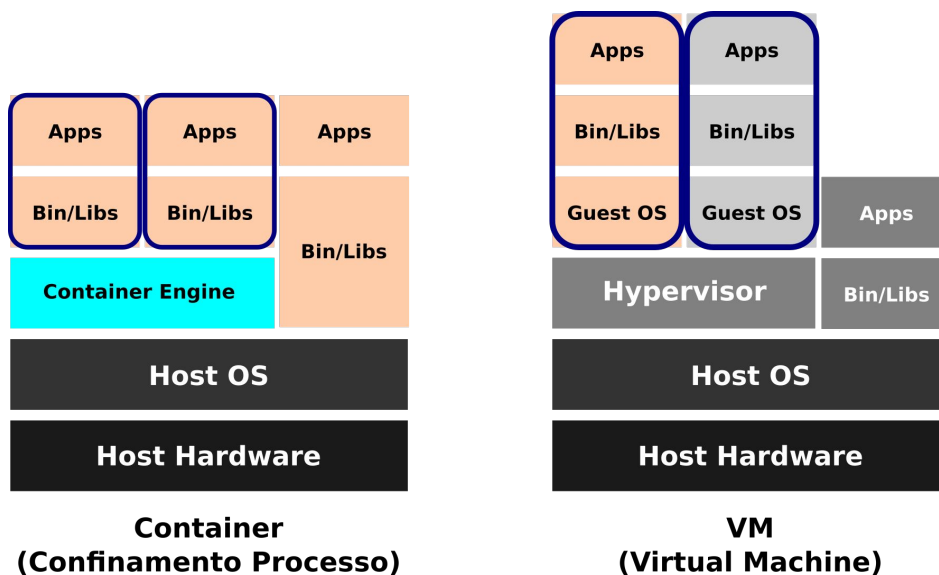 Apps
Apps
Apps
Bin/Libs
Bin/Libs
Bin/Libs
Container Engine
Host OS
Host Hardware
Container
(Confinamento Processo)
Apps
Apps
Bin/Libs
Bin/Libs
Guest OS
Guest OS
Apps
Hypervisor
Bin/Libs
Host OS
Host Hardware
VM
(Virtual Machine)